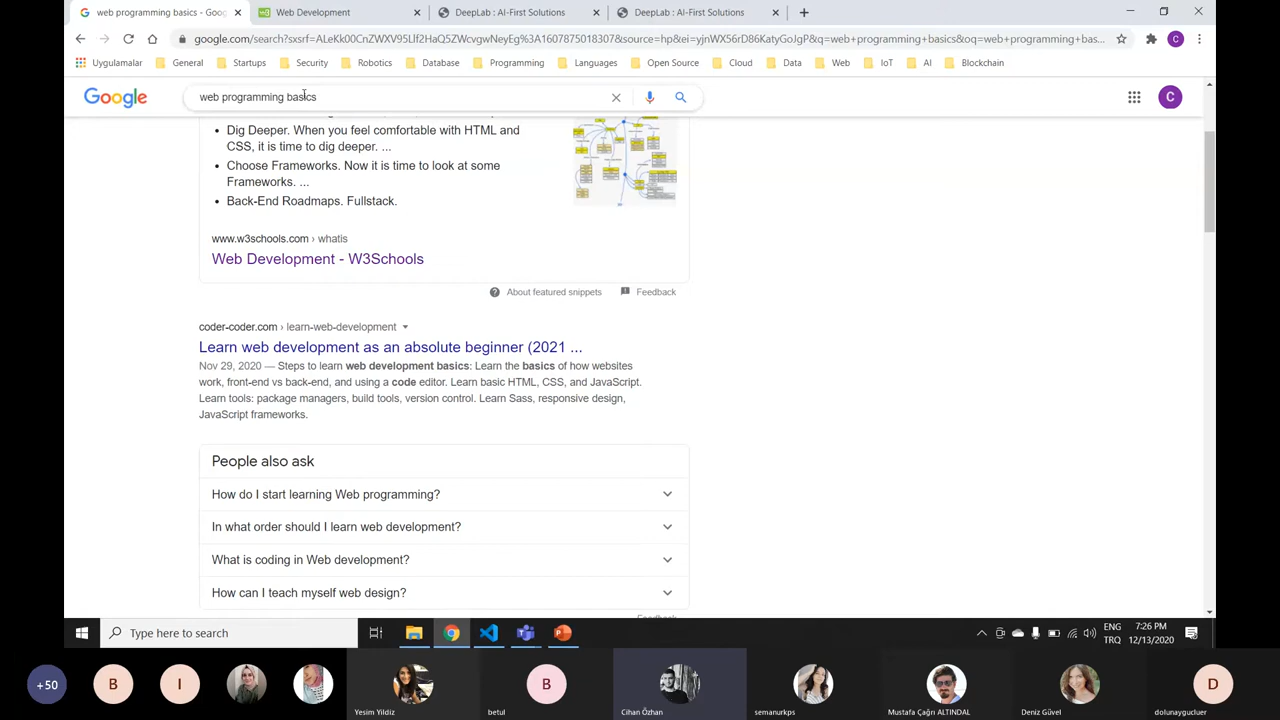 web programming basics - Goog
Web Development
DeepLab : AI-First Solutions
DeepLab : AI-First Solutions
google.com/search?sxsrf=ALeKk00CnZWXV95Llf2HaQ5ZWcvqwNeyEg%3A1607875018307&source=hp&ei=yjnWX56rD86KatyGoJgP&q=web+programming+basics&oq=web+programming+bas...
Uygulamalar General Startups Security Robotics Database Programming Languages Open Source Cloud Data Web IoT AI Blockchain
Google
web programming basics
C
C
Dig Deeper. When you feel comfortable with HTML and
CSS, it is time to dig deeper. ...
Choose Frameworks. Now it is time to look at some
Frameworks. ...
Back-End Roadmaps. Fullstack.
www.w3schools.com › whatis
Web Development - W3Schools
About featured snippets Feedback
coder-coder.com › learn-web-development
Learn web development as an absolute beginner (2021 ...
Nov 29, 2020 — Steps to learn web development basics: Learn the basics of how websites
work, front-end vs back-end, and using a code editor. Learn basic HTML, CSS, and JavaScript.
Learn tools: package managers, build tools, version control. Learn Sass, responsive design,
JavaScript frameworks.
People also ask
How do I start learning Web programming?
In what order should I learn web development?
What is coding in Web development?
How can I teach myself web design?
Type here to search
ENG
TRQ
7:26 PM
12/13/2020
+50
B
I
B
D
Yesim Yildiz
betul
Cihan Özhan
semanurkps
Mustafa Çağrı ALTINDAL
Deniz Güvel
dolunaygucluer